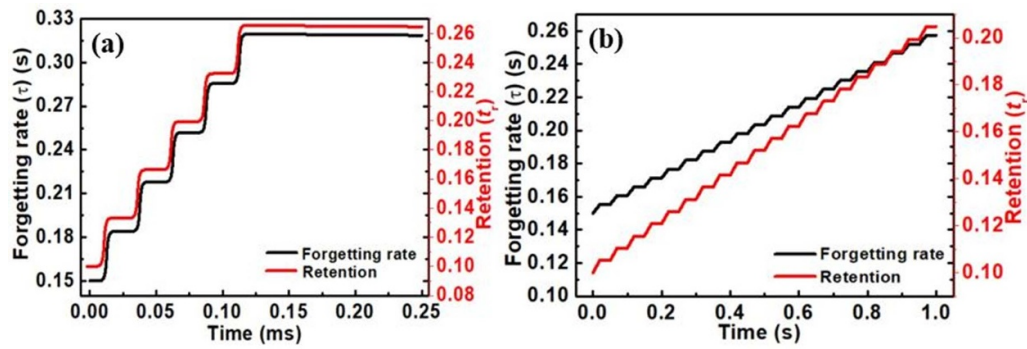 (a)
Forgetting rate (τ) (s)
0.33
0.30
0.27
0.24
0.21
0.18
0.15
0.26
0.24
0.22
0.20
0.18
0.16
0.14
0.12
0.10
0.08
Retention (tr)
Forgetting rate
Retention
0.00 0.05 0.10 0.15 0.20 0.25
Time (ms)
(b)
Forgetting rate (τ) (s)
0.26
0.24
0.22
0.20
0.18
0.16
0.14
0.12
0.10
0.20
0.18
0.16
0.14
0.12
0.10
Retention (tr)
Forgetting rate
Retention
0.0 0.2 0.4 0.6 0.8 1.0
Time (s)